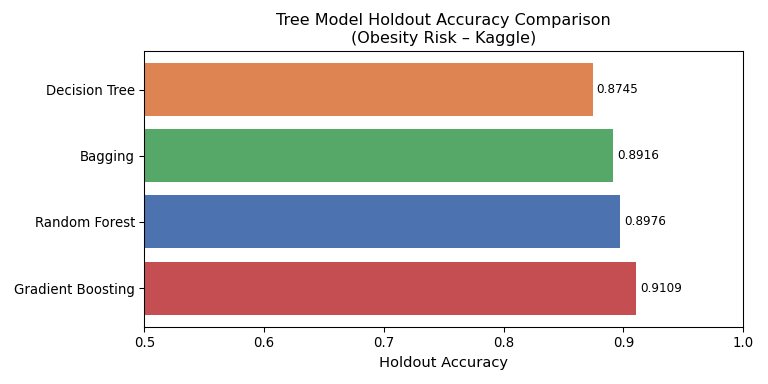 Tree Model Holdout Accuracy Comparison
(Obesity Risk – Kaggle)
Decision Tree
0.8745
Bagging
0.8916
Random Forest
0.8976
Gradient Boosting
0.9109
0.5 0.6 0.7 0.8 0.9 1.0
Holdout Accuracy